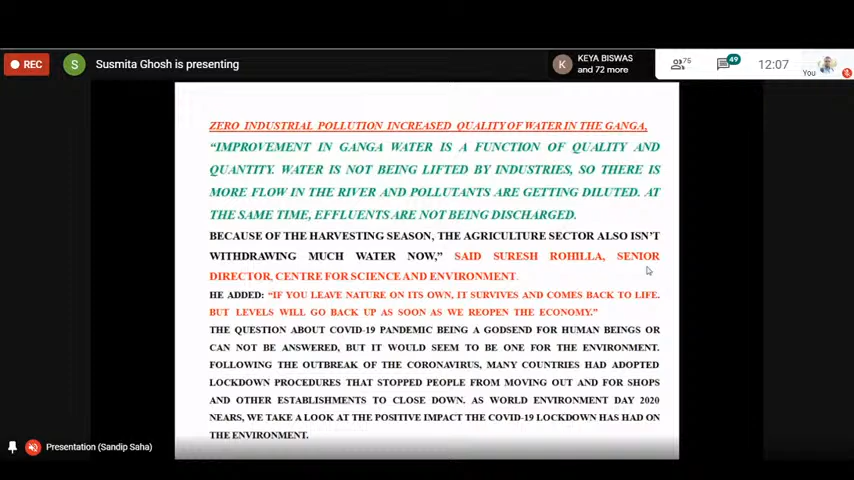 REC
S
Susmita Ghosh is presenting
K
KEYA BISWAS
and 72 more
75
49
12:07
You
ZERO INDUSTRIAL POLLUTION INCREASED QUALITY OF WATER IN THE GANGA,
"IMPROVEMENT IN GANGA WATER IS A FUNCTION OF QUALITY AND
QUANTITY. WATER IS NOT BEING LIFTED BY INDUSTRIES, SO THERE IS
MORE FLOW IN THE RIVER AND POLLUTANTS ARE GETTING DILUTED. AT
THE SAME TIME, EFFLUENTS ARE NOT BEING DISCHARGED.
BECAUSE OF THE HARVESTING SEASON, THE AGRICULTURE SECTOR ALSO ISN'T
WITHDRAWING MUCH WATER NOW," SAID SURESH ROHILLA, SENIOR
DIRECTOR, CENTRE FOR SCIENCE AND ENVIRONMENT.
HE ADDED: "IF YOU LEAVE NATURE ON ITS OWN, IT SURVIVES AND COMES BACK TO LIFE.
BUT LEVELS WILL GO BACK UP AS SOON AS WE REOPEN THE ECONOMY."
THE QUESTION ABOUT COVID-19 PANDEMIC BEING A GODSEND FOR HUMAN BEINGS OR
CAN NOT BE ANSWERED, BUT IT WOULD SEEM TO BE ONE FOR THE ENVIRONMENT.
FOLLOWING THE OUTBREAK OF THE CORONAVIRUS, MANY COUNTRIES HAD ADOPTED
LOCKDOWN PROCEDURES THAT STOPPED PEOPLE FROM MOVING OUT AND FOR SHOPS
AND OTHER ESTABLISHMENTS TO CLOSE DOWN. AS WORLD ENVIRONMENT DAY 2020
NEARS, WE TAKE A LOOK AT THE POSITIVE IMPACT THE COVID-19 LOCKDOWN HAS HAD ON
THE ENVIRONMENT.
Presentation (Sandip Saha)